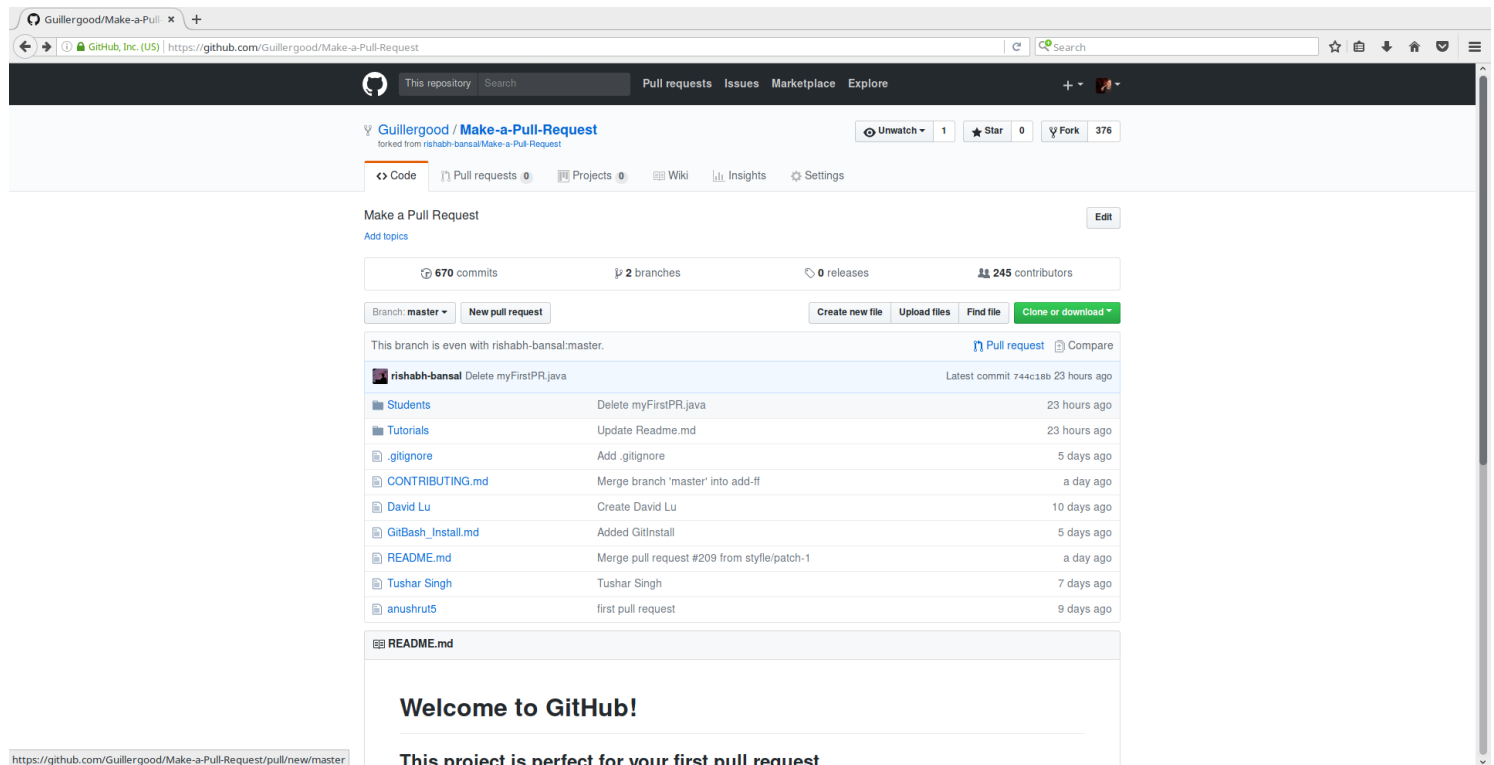 Guillergood/Make-a-Pull-
GitHub, Inc. (US) https://github.com/Guillergood/Make-a-Pull-Request Search
This repository Search Pull requests Issues Marketplace Explore
Guillergood / Make-a-Pull-Request Unwatch 1 Star 0 Fork 376
forked from rishabh-bansal/Make-a-Pull-Request
Code Pull requests 0 Projects 0 Wiki Insights Settings
Make a Pull Request Edit
Add topics
670 commits 2 branches 0 releases 245 contributors
Branch: master New pull request Create new file Upload files Find file Clone or download
This branch is even with rishabh-bansal:master. Pull request Compare
rishabh-bansal Delete myFirstPR.java Latest commit 744c18b 23 hours ago
Students Delete myFirstPR.java 23 hours ago
Tutorials Update Readme.md 23 hours ago
.gitignore Add .gitignore 5 days ago
CONTRIBUTING.md Merge branch 'master' into add-ff a day ago
David Lu Create David Lu 10 days ago
GitBash_Install.md Added GitInstall 5 days ago
README.md Merge pull request #209 from styfle/patch-1 a day ago
Tushar Singh Tushar Singh 7 days ago
anushrut5 first pull request 9 days ago
README.md
Welcome to GitHub!
This project is perfect for your first pull request
https://github.com/Guillergood/Make-a-Pull-Request/pull/new/master